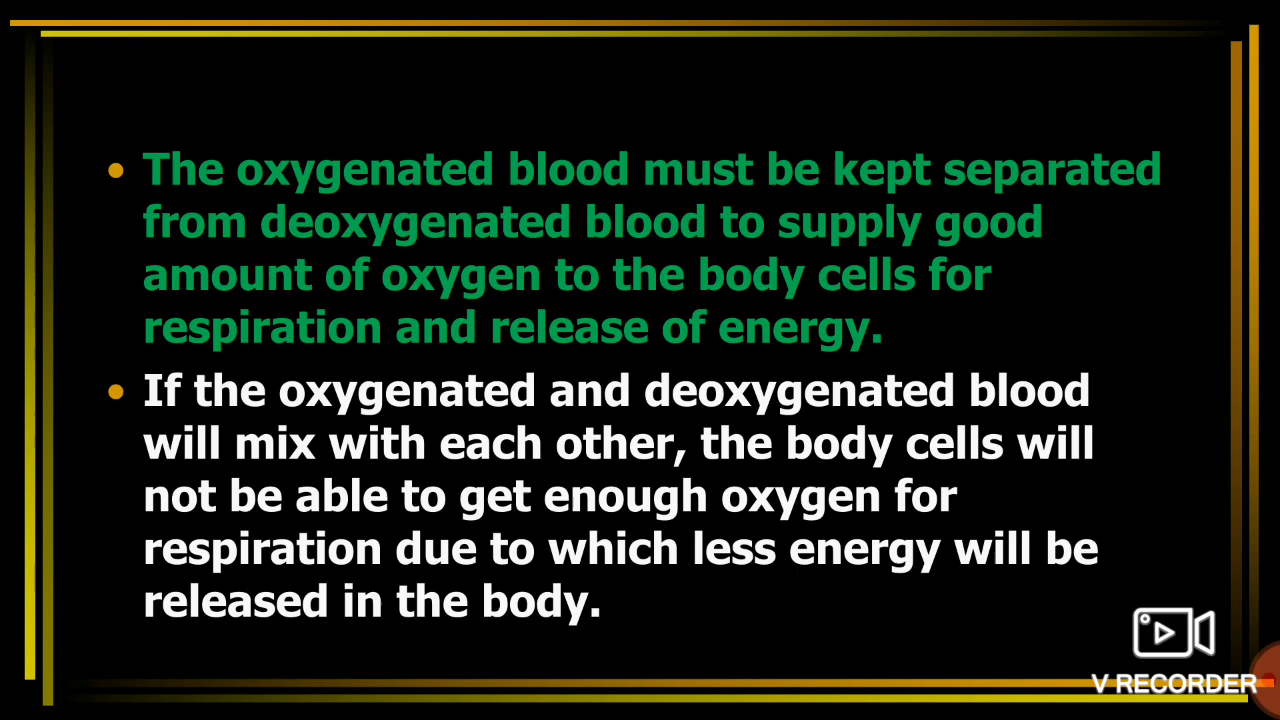 • The oxygenated blood must be kept separated
from deoxygenated blood to supply good
amount of oxygen to the body cells for
respiration and release of energy.
• If the oxygenated and deoxygenated blood
will mix with each other, the body cells will
not be able to get enough oxygen for
respiration due to which less energy will be
released in the body.
V RECORDER